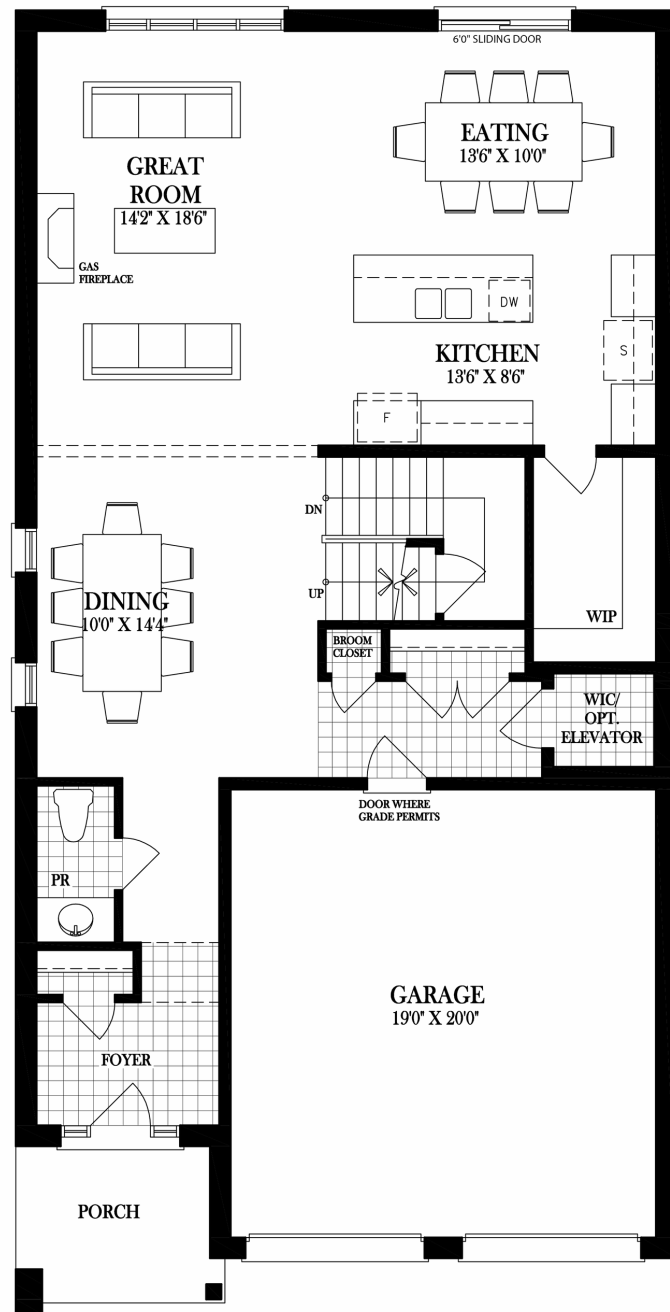 6'0" SLIDING DOOR
EATING
13'6" X 10'0"
GREAT
ROOM
14'2" X 18'6"
GAS
FIREPLACE
DW
KITCHEN
13'6" X 8'6"
S
F
DN
UP
DINING
10'0" X 14'4"
WIP
BROOM
CLOSET
WIC/
OPT.
ELEVATOR
DOOR WHERE
GRADE PERMITS
PR
GARAGE
19'0" X 20'0"
FOYER
PORCH